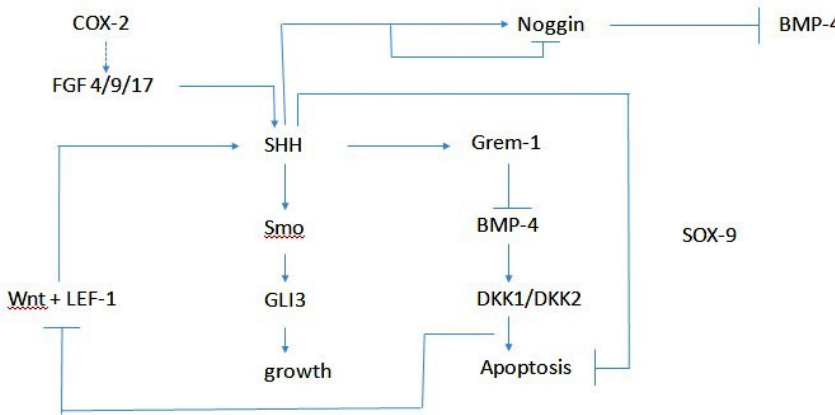 COX-2
Noggin
BMP-4
FGF 4/9/17
SHH
Grem-1
Smo
BMP-4
SOX-9
Wnt + LEF-1
GLI3
DKK1/DKK2
growth
Apoptosis